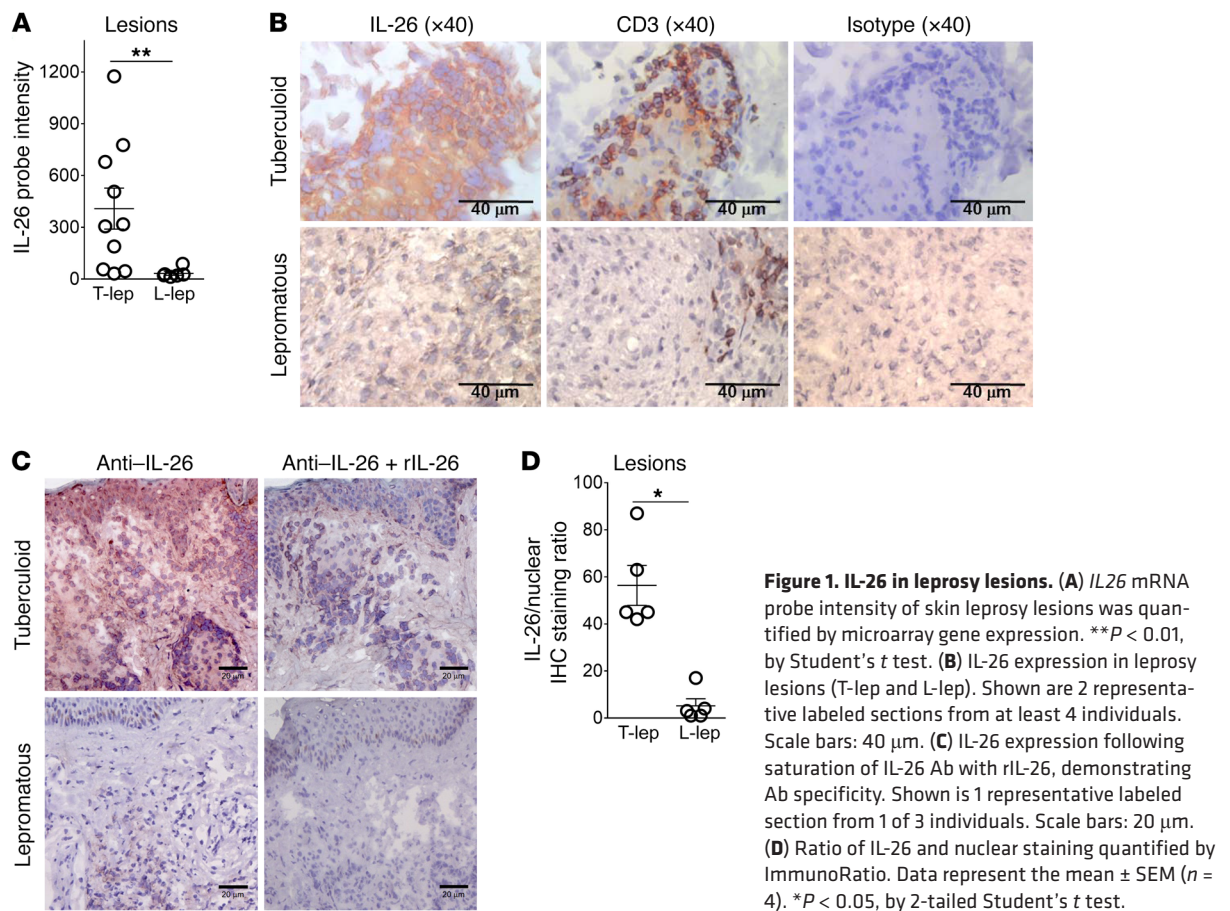 A
Lesions
**
IL-26 probe intensity
1200
900
600
300
0
T-lep L-lep
B
IL-26 (×40) CD3 (×40) Isotype (×40)
Tuberculoid
40 μm 40 μm 40 μm
Lepromatous
40 μm 40 μm 40 μm
C
Anti–IL-26 Anti–IL-26 + rIL-26
Tuberculoid
20 μm 20 μm
Lepromatous
20 μm 20 μm
D
Lesions
*
IL-26/nuclear
IHC staining ratio
100
80
60
40
20
0
T-lep L-lep
Figure 1. IL-26 in leprosy lesions. (A) IL26 mRNA
probe intensity of skin leprosy lesions was quan-
tified by microarray gene expression. **P < 0.01,
by Student's t test. (B) IL-26 expression in leprosy
lesions (T-lep and L-lep). Shown are 2 representa-
tive labeled sections from at least 4 individuals.
Scale bars: 40 μm. (C) IL-26 expression following
saturation of IL-26 Ab with rIL-26, demonstrating
Ab specificity. Shown is 1 representative labeled
section from 1 of 3 individuals. Scale bars: 20 μm.
(D) Ratio of IL-26 and nuclear staining quantified by
ImmunoRatio. Data represent the mean ± SEM (n =
4). *P < 0.05, by 2-tailed Student's t test.